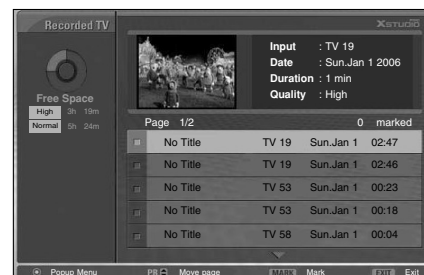 Recorded TV
XSTUDIO
Input : TV 19
Date : Sun.Jan 1 2006
Duration : 1 min
Quality : High
Free Space
High 3h 19m
Normal 5h 24m
Page 1/2 0 marked
No Title TV 19 Sun.Jan 1 02:47
No Title TV 19 Sun.Jan 1 02:46
No Title TV 53 Sun.Jan 1 00:23
No Title TV 53 Sun.Jan 1 00:18
No Title TV 58 Sun.Jan 1 00:04
Popup Menu PR Move page MARK Mark EXIT Exit